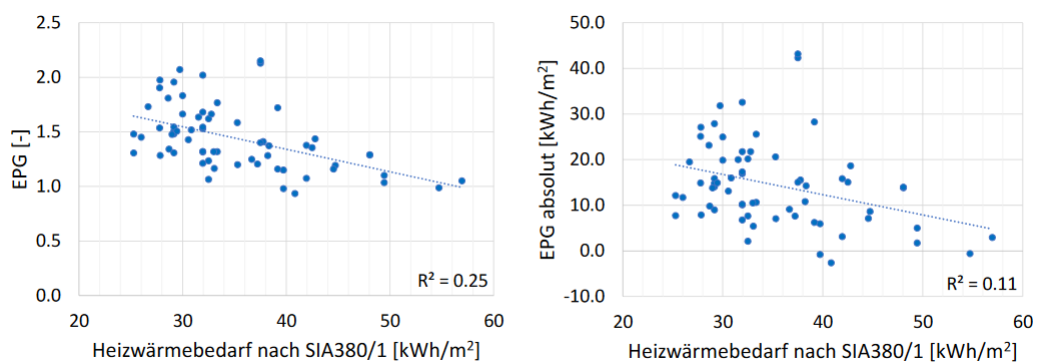 EPG [-]
2.5
2.0
1.5
1.0
0.5
0.0
R² = 0.25
20 30 40 50 60
Heizwärmebedarf nach SIA380/1 [kWh/m²]
EPG absolut [kWh/m²]
50.0
40.0
30.0
20.0
10.0
0.0
-10.0
R² = 0.11
20 30 40 50 60
Heizwärmebedarf nach SIA380/1 [kWh/m²]